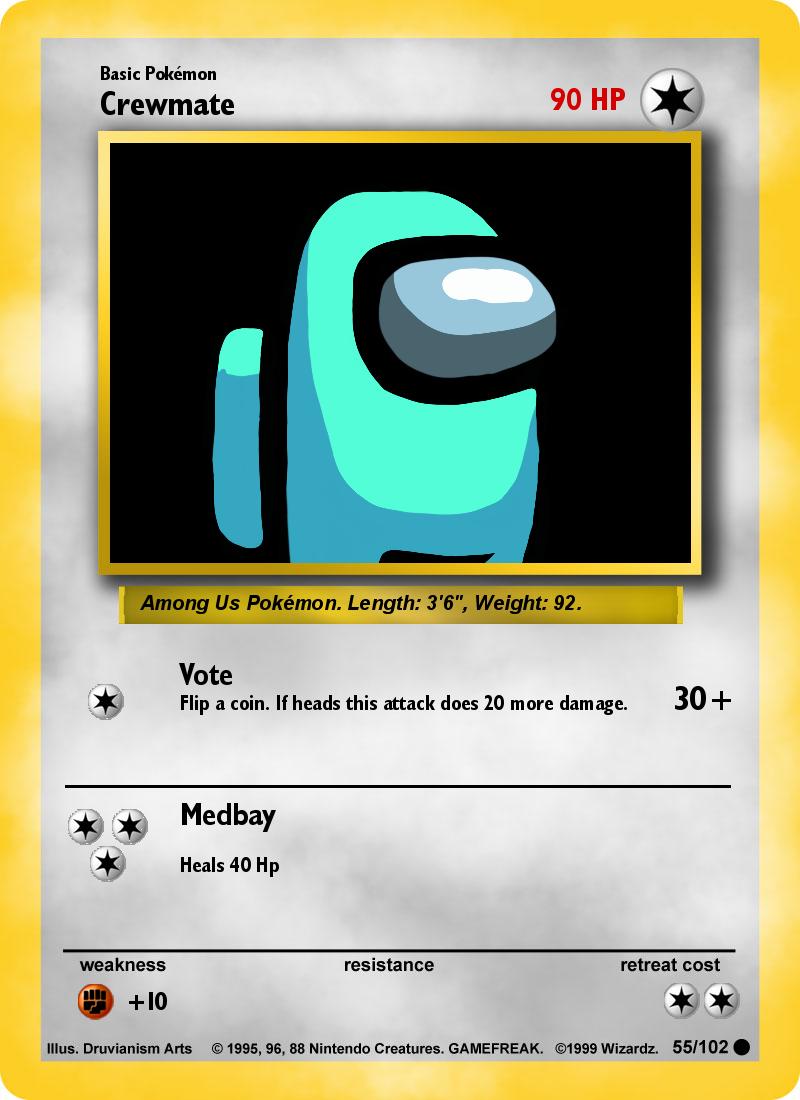 Basic Pokémon
Crewmate
90 HP
Among Us Pokémon. Length: 3'6", Weight: 92.
Vote
Flip a coin. If heads this attack does 20 more damage.
30+
Medbay
Heals 40 Hp
weakness resistance retreat cost
+10
Illus. Druvianism Arts © 1995, 96, 88 Nintendo Creatures. GAMEFREAK. ©1999 Wizardz. 55/102